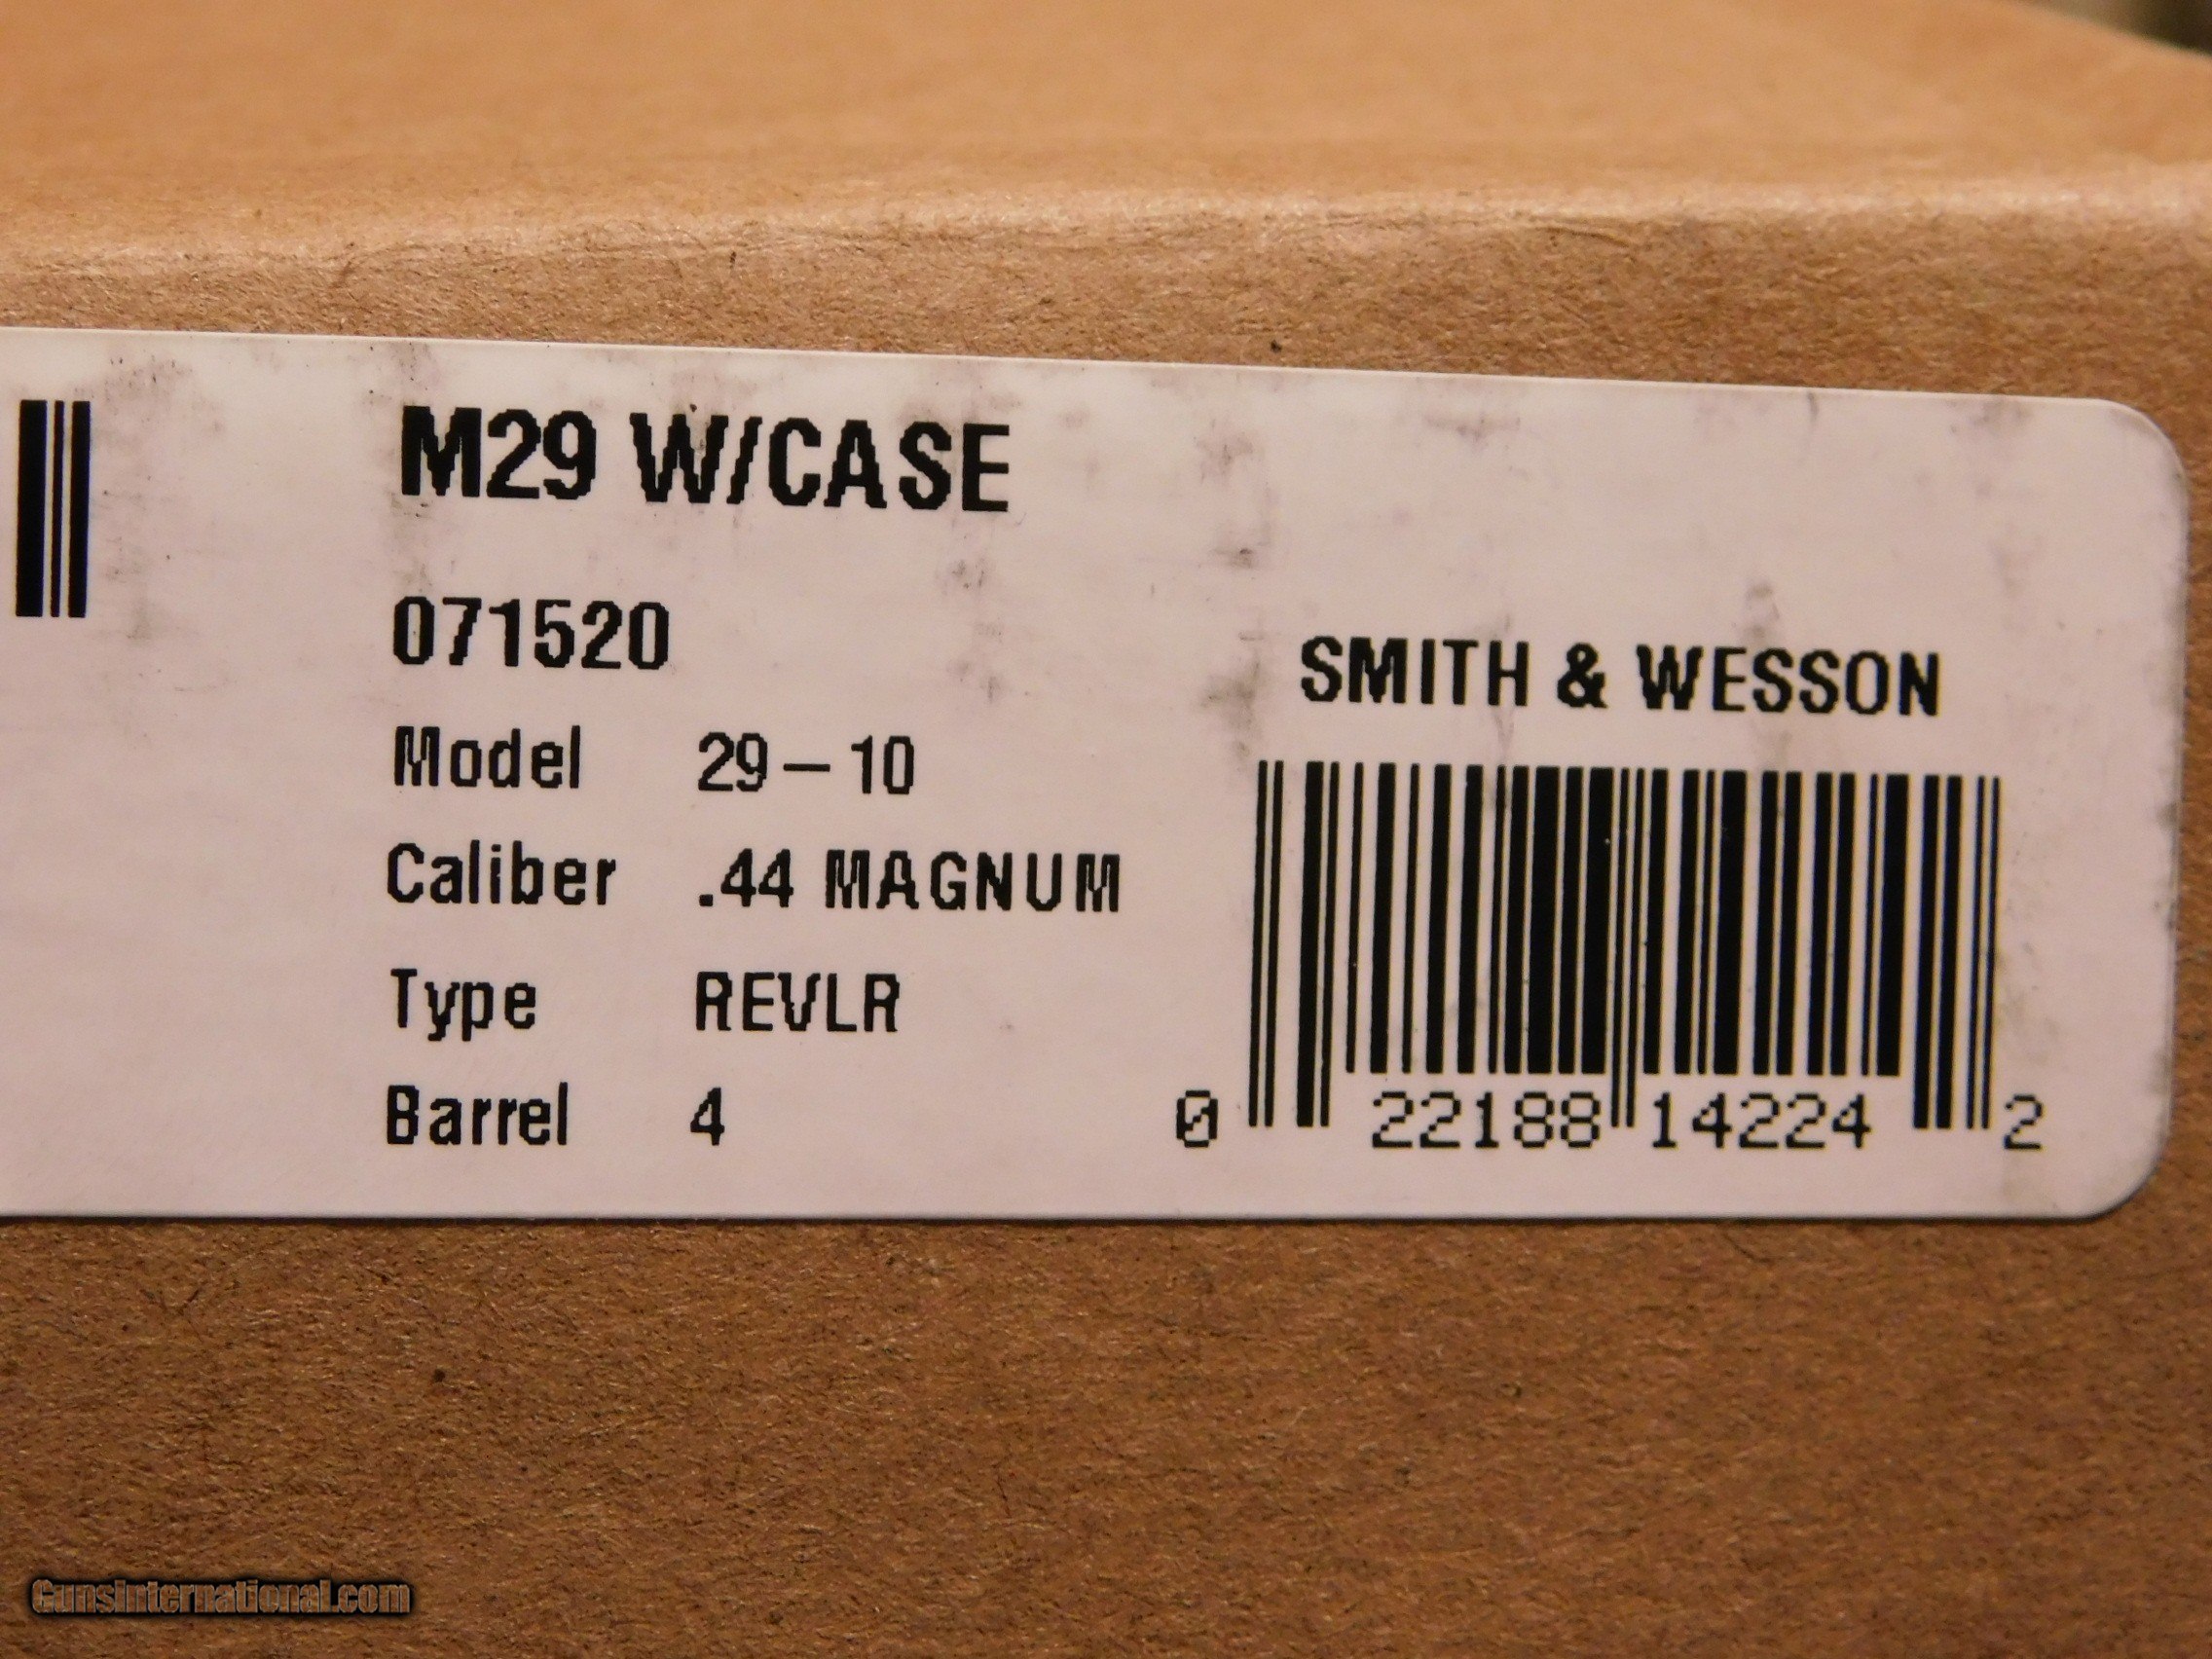 M29 W/CASE
071520
Model 29-10
Caliber .44 MAGNUM
Type REVLR
Barrel 4
SMITH & WESSON
0 22188 14224 2
GunsInternational.com